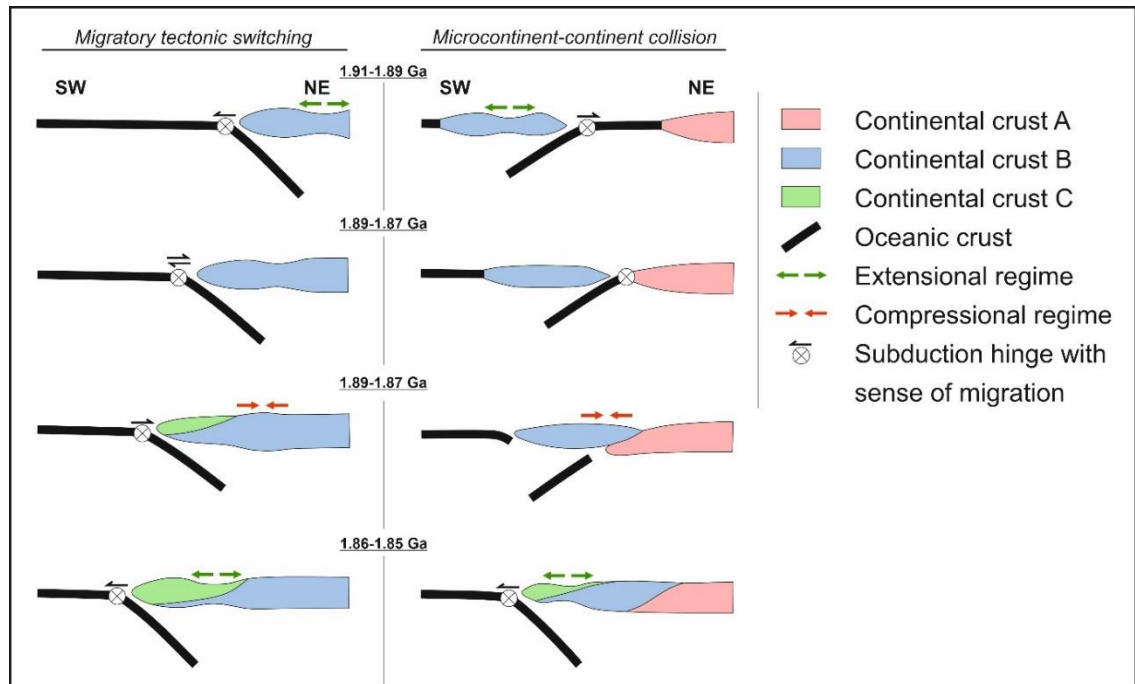 Migratory tectonic switching
Microcontinent-continent collision
1.91-1.89 Ga
SW
NE
SW
NE
1.89-1.87 Ga
1.89-1.87 Ga
1.86-1.85 Ga
Continental crust A
Continental crust B
Continental crust C
Oceanic crust
Extensional regime
Compressional regime
Subduction hinge with
sense of migration